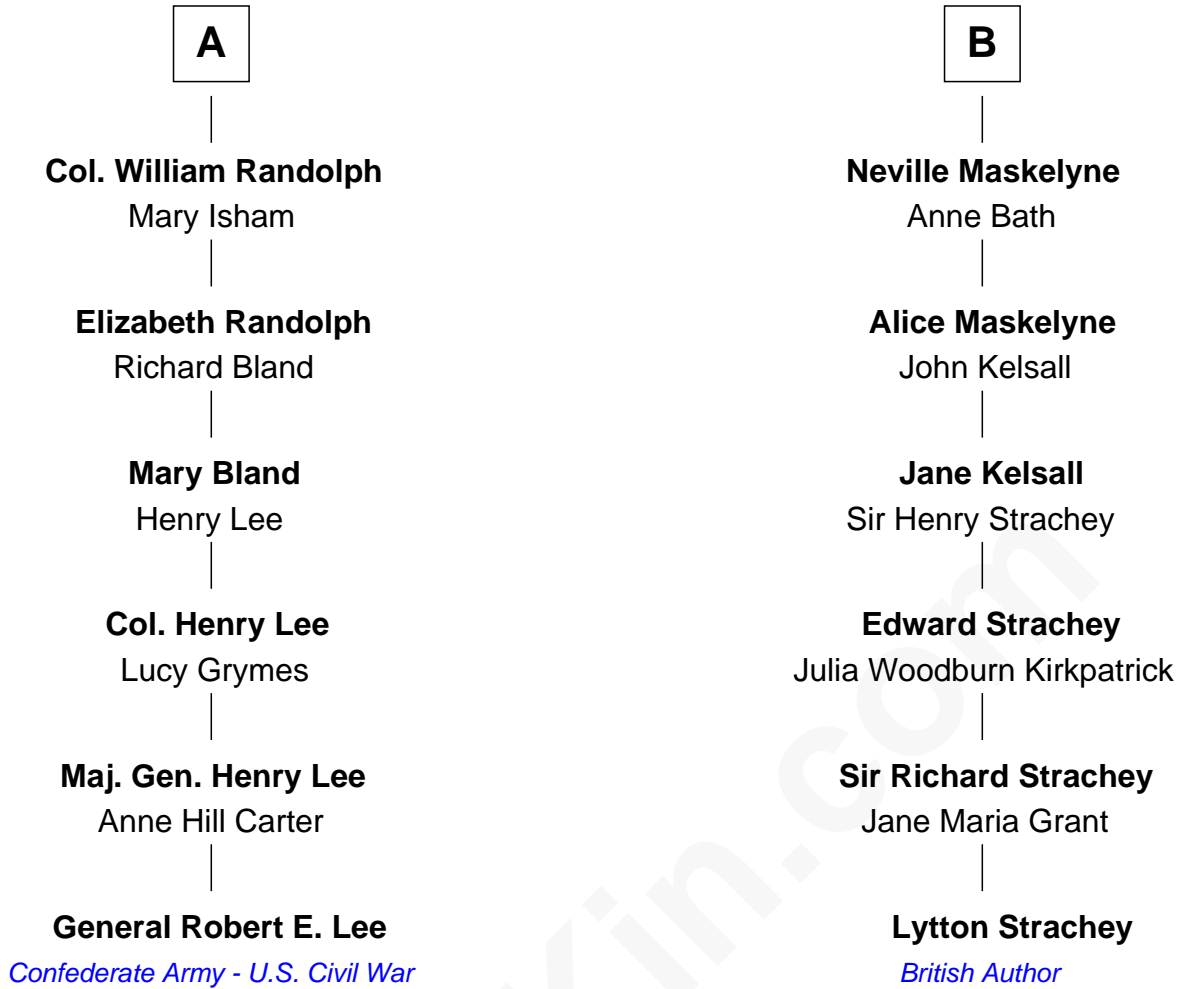 A
B
Col. William Randolph
Mary Isham
Neville Maskelyne
Anne Bath
Elizabeth Randolph
Richard Bland
Alice Maskelyne
John Kelsall
Mary Bland
Henry Lee
Jane Kelsall
Sir Henry Strachey
Col. Henry Lee
Lucy Grymes
Edward Strachey
Julia Woodburn Kirkpatrick
Maj. Gen. Henry Lee
Anne Hill Carter
Sir Richard Strachey
Jane Maria Grant
General Robert E. Lee
Confederate Army - U.S. Civil War
Lytton Strachey
British Author
in.com